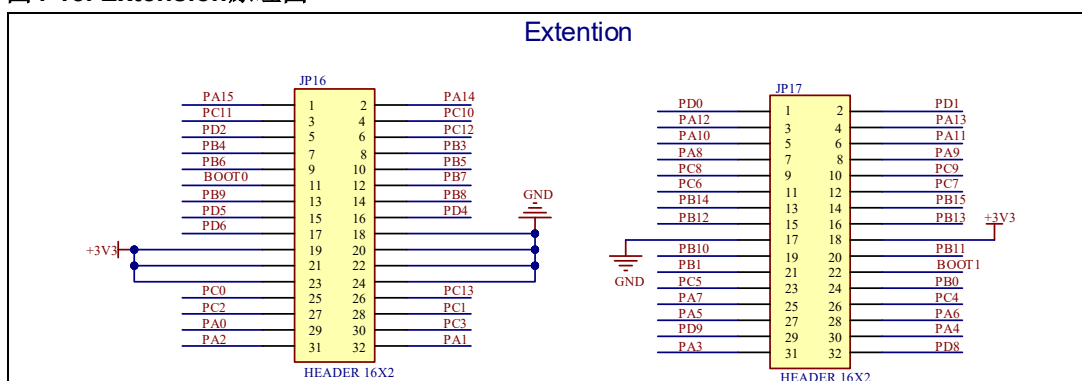 Extention
JP16
PA15 1 2 PA14
PC11 3 4 PC10
PD2 5 6 PC12
PB4 7 8 PB3
PB6 9 10 PB5
BOOT0 11 12 PB7
PB9 13 14 PB8
PD5 15 16 PD4
PD6 17 18
GND
+3V3 19 20
21 22
23 24
PC0 25 26 PC13
PC2 27 28 PC1
PA0 29 30 PC3
PA2 31 32 PA1
HEADER 16X2
JP17
PD0 1 2 PD1
PA12 3 4 PA13
PA10 5 6 PA11
PA8 7 8 PA9
PC8 9 10 PC9
PC6 11 12 PC7
PB14 13 14 PB15
PB12 15 16 PB13
17 18 +3V3
GND
PB10 19 20 PB11
PB1 21 22 BOOT1
PC5 23 24 PB0
PA7 25 26 PC4
PA5 27 28 PA6
PD9 29 30 PA4
PA3 31 32 PD8
HEADER 16X2